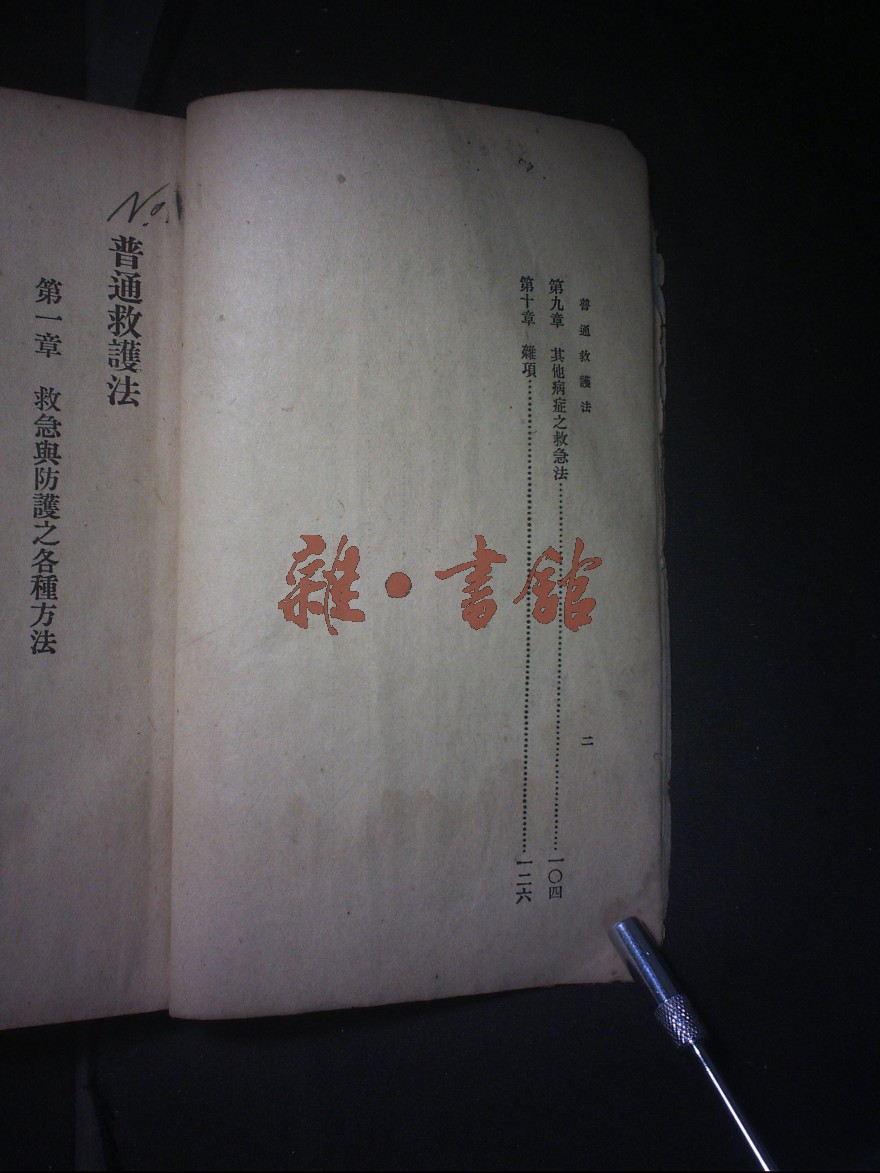 普通救護法
二
第九章　其他病症之救急法……………一〇四
第十章　雜項……………一二六
雜・書館
No.
普通救護法
第一章　救急與防護之各種方法